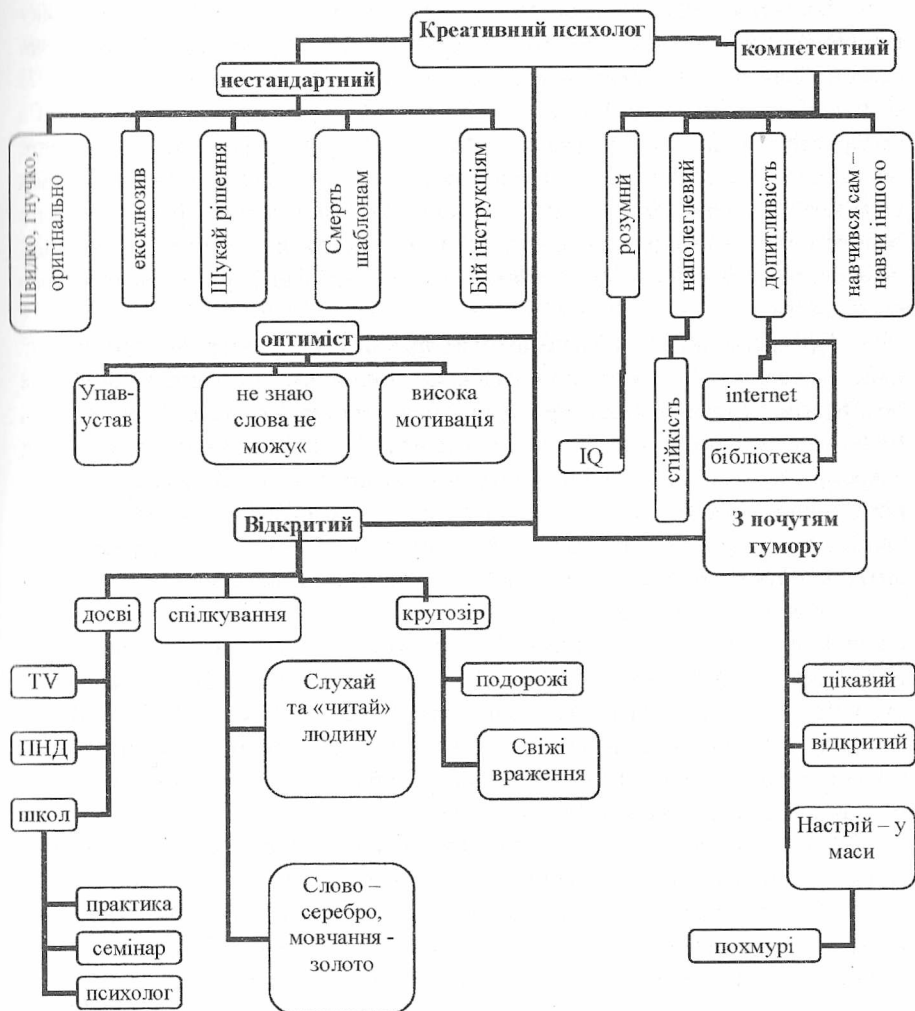 Креативний психолог
нестандартний
компетентний
Швидко, гнучко,
оригінально
ексклюзив
Шукай рішення
Смерть
шаблонам
Бій інструкціям
розумнй
наполеглевий
допитливість
навчився сам –
навчи іншого
оптиміст
Упав-
устав
не знаю
слова не
можу«
висока
мотивація
IQ
стійкість
internet
бібліотека
Відкритий
З почутям
гумору
досві
спілкування
кругозір
TV
ПНД
школ
Слухай
та «читай»
людину
подорожі
Свіжі
враження
цікавий
відкритий
Настрій – у
маси
практика
семінар
психолог
Слово –
серебро,
мовчання -
золото
похмурі